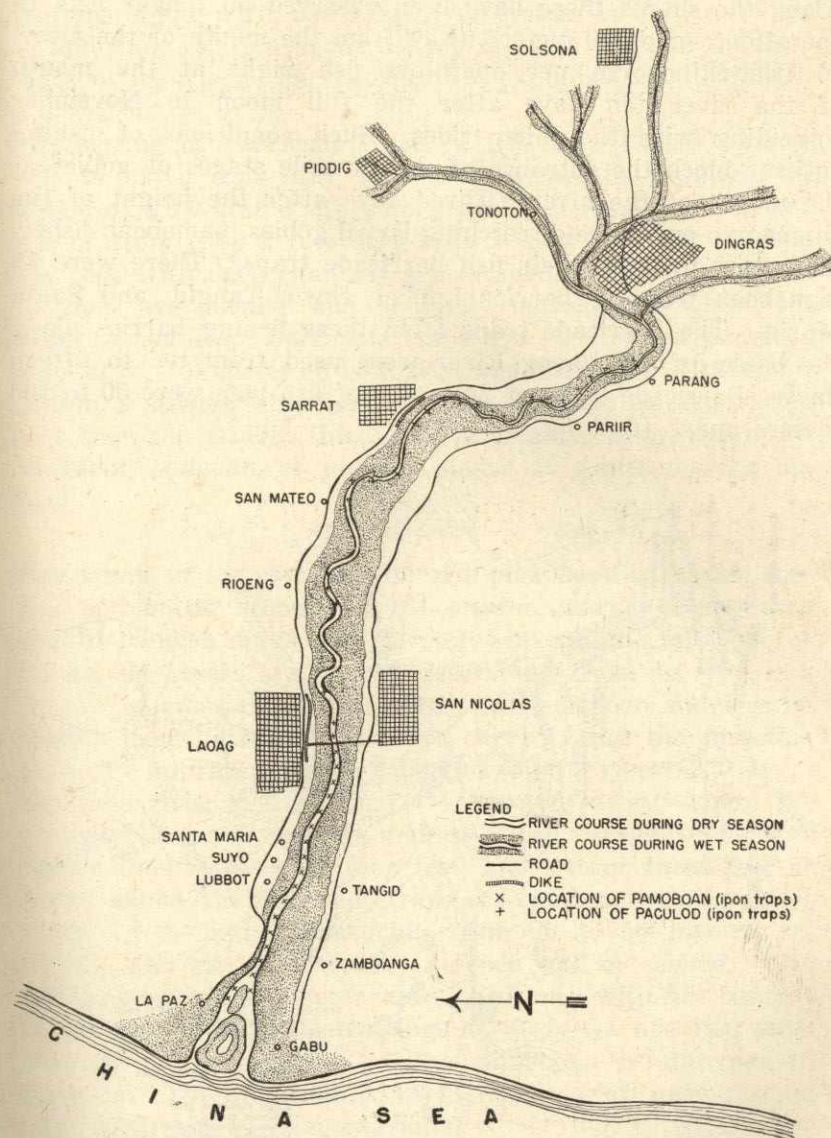 SOLSONA
PIDDIG
TONOTON
DINGRAS
PARANG
SARRAT
PARIIR
SAN MATEO
RIOENG
SAN NICOLAS
LAOAG
LEGEND
RIVER COURSE DURING DRY SEASON
RIVER COURSE DURING WET SEASON
ROAD
DIKE
× LOCATION OF PAMOBOAN (ipon traps)
+ LOCATION OF PACULOD (ipon traps)
SANTA MARIA
SUYO
LUBBOT
TANGID
ZAMBOANGA
LA PAZ
N
GABU
CHINA SEA